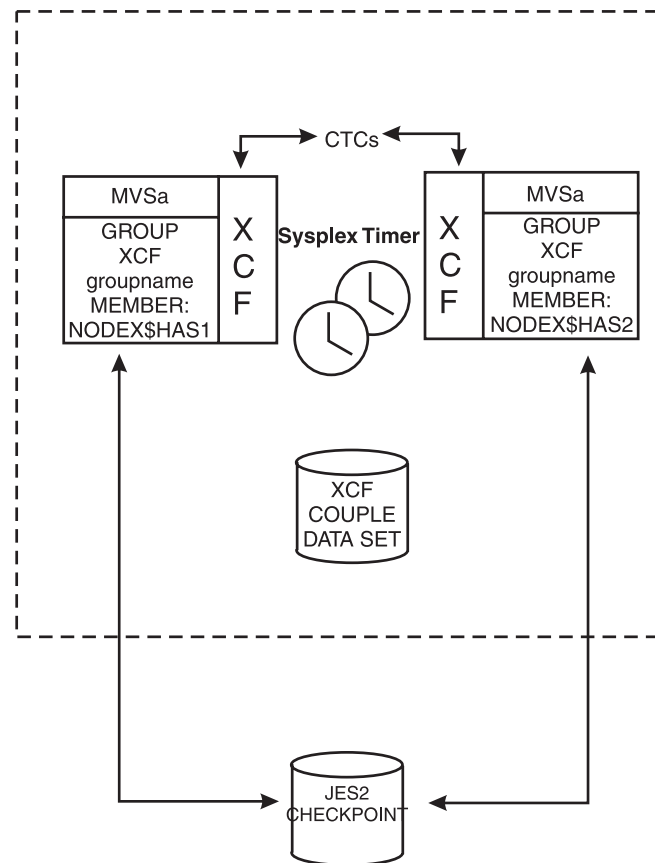 CTCs
MVSa
GROUP
XCF
groupname
MEMBER:
NODEX$HAS1
X
C
F
Sysplex Timer
X
C
F
MVSa
GROUP
XCF
groupname
MEMBER:
NODEX$HAS2
XCF
COUPLE
DATA SET
JES2
CHECKPOINT